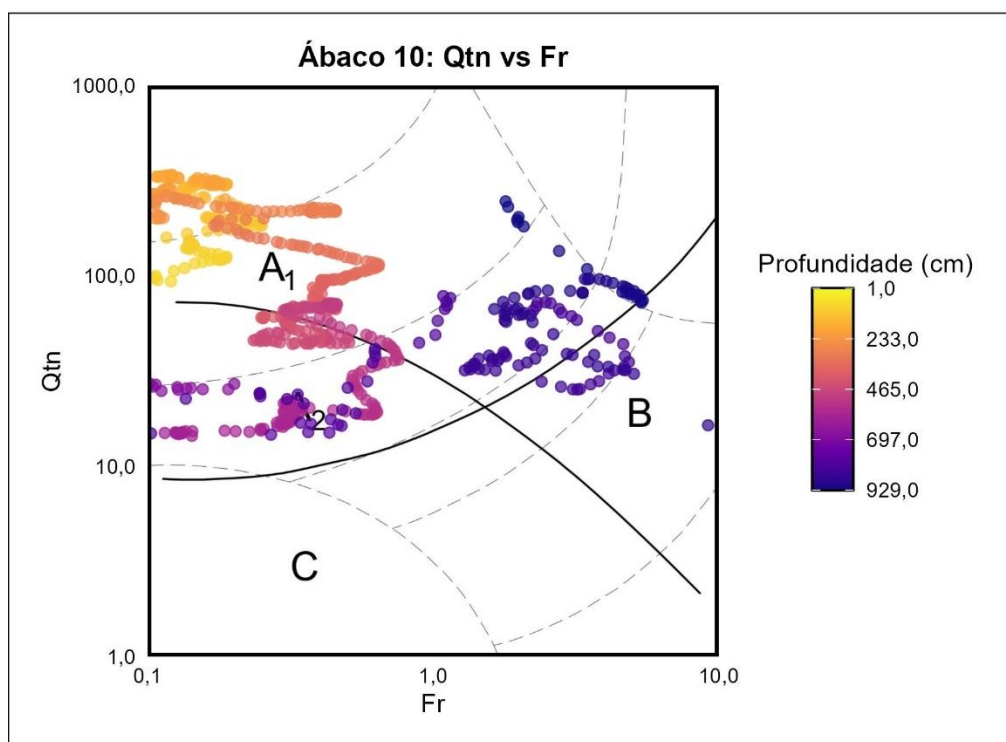 Ábaco 10: Qtn vs Fr
1000,0
100,0
10,0
1,0
Qtn
A1
A2
B
C
0,1
1,0
10,0
Fr
Profundidade (cm)
1,0
233,0
465,0
697,0
929,0